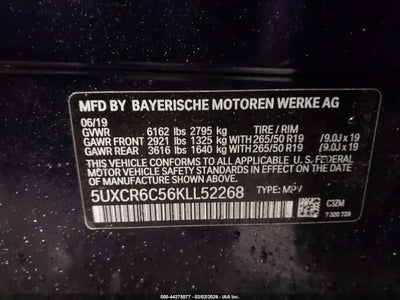 MFD BY BAYERISCHE MOTOREN WERKE AG
06/19
GVWR 6162 lbs 2795 kg TIRE / RIM
GAWR FRONT 2921 lbs 1325 kg WITH 265/50 R19 /9.0J x 19
GAWR REAR 3616 lbs 1640 kg WITH 265/50 R19 /9.0J x 19
THIS VEHICLE CONFORMS TO ALL APPLICABLE U.S. FEDERAL
MOTOR VEHICLE SAFETY STANDARDS IN EFFECT ON THE DATE OF
MANUFACTURE SHOWN ABOVE.
5UXCR6C56KLL52268 TYPE: MPV
C3ZM
7 320 729
000-44275077 - 02/02/2026 - IAA Inc.